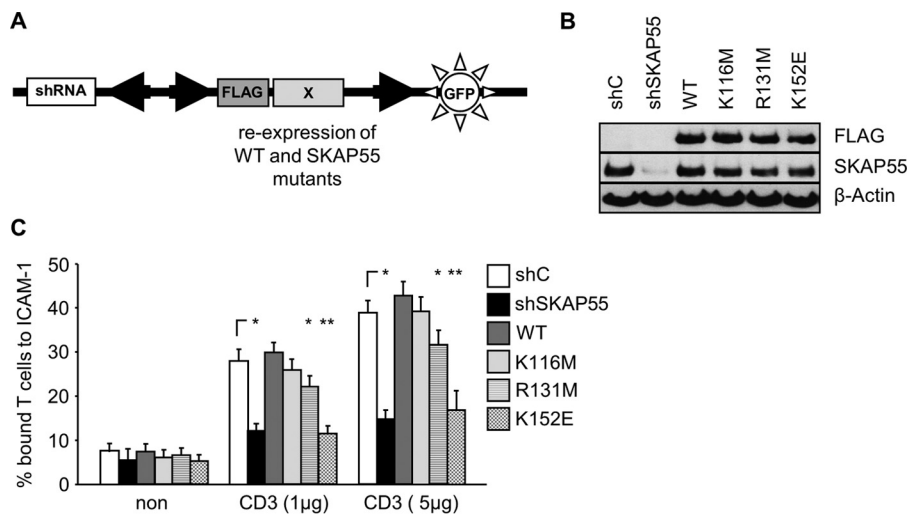 A
shRNA
FLAG
X
GFP
re-expression of
WT and SKAP55
mutants
B
shC
shSKAP55
WT
K116M
R131M
K152E
FLAG
SKAP55
β-Actin
C
% bound T cells to ICAM-1
50
40
30
20
10
0
* * **
* * **
non
CD3 (1µg)
CD3 ( 5µg)
shC
shSKAP55
WT
K116M
R131M
K152E